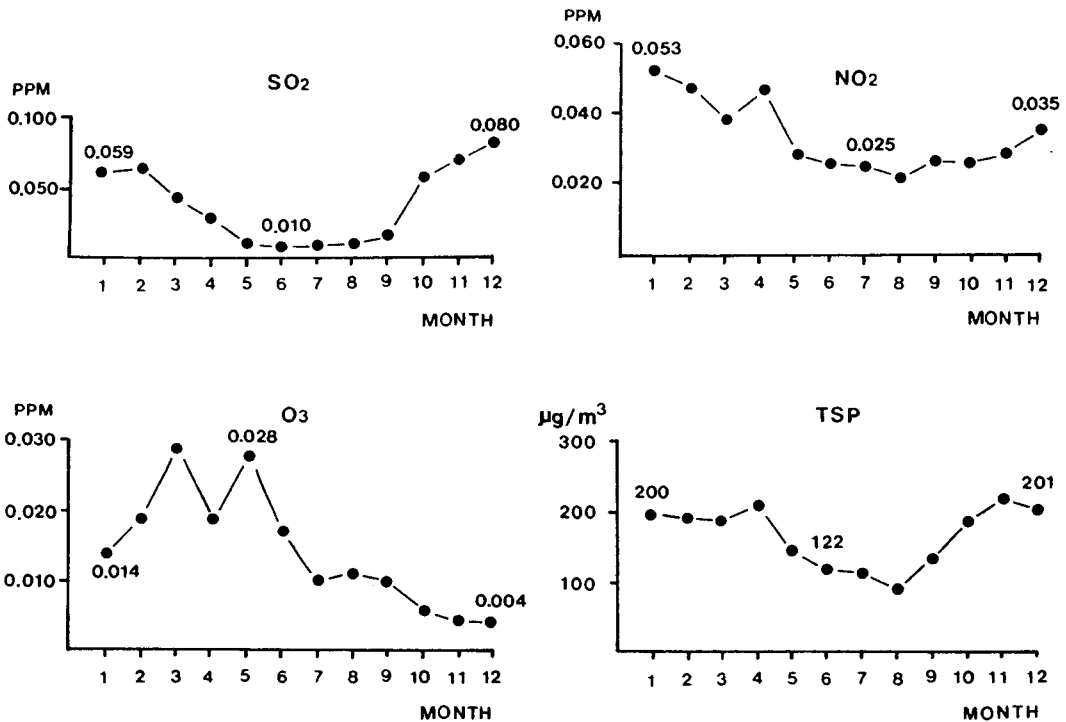 SO2
PPM
0.100
0.050
0.059
0.010
0.080
1 2 3 4 5 6 7 8 9 10 11 12
MONTH
NO2
PPM
0.060
0.040
0.020
0.053
0.025
0.035
1 2 3 4 5 6 7 8 9 10 11 12
MONTH
O3
PPM
0.030
0.020
0.010
0.014
0.028
0.004
1 2 3 4 5 6 7 8 9 10 11 12
MONTH
TSP
µg/m³
300
200
100
200
122
201
1 2 3 4 5 6 7 8 9 10 11 12
MONTH